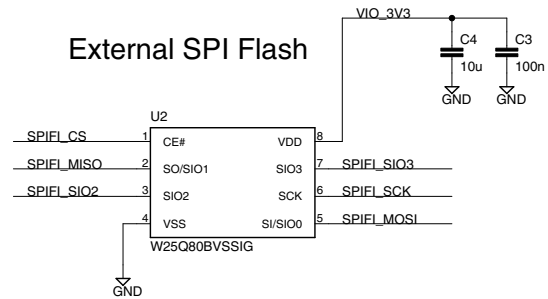 VIO_3V3
External SPI Flash
C4
C3
10u
100n
GND
GND
U2
SPIFI_CS
1
CE#
VDD
8
SPIFI_MISO
2
SO/SIO1
SIO3
7
SPIFI_SIO3
SPIFI_SIO2
3
SIO2
SCK
6
SPIFI_SCK
4
VSS
SI/SIO0
5
SPIFI_MOSI
W25Q80BVSSIG
GND